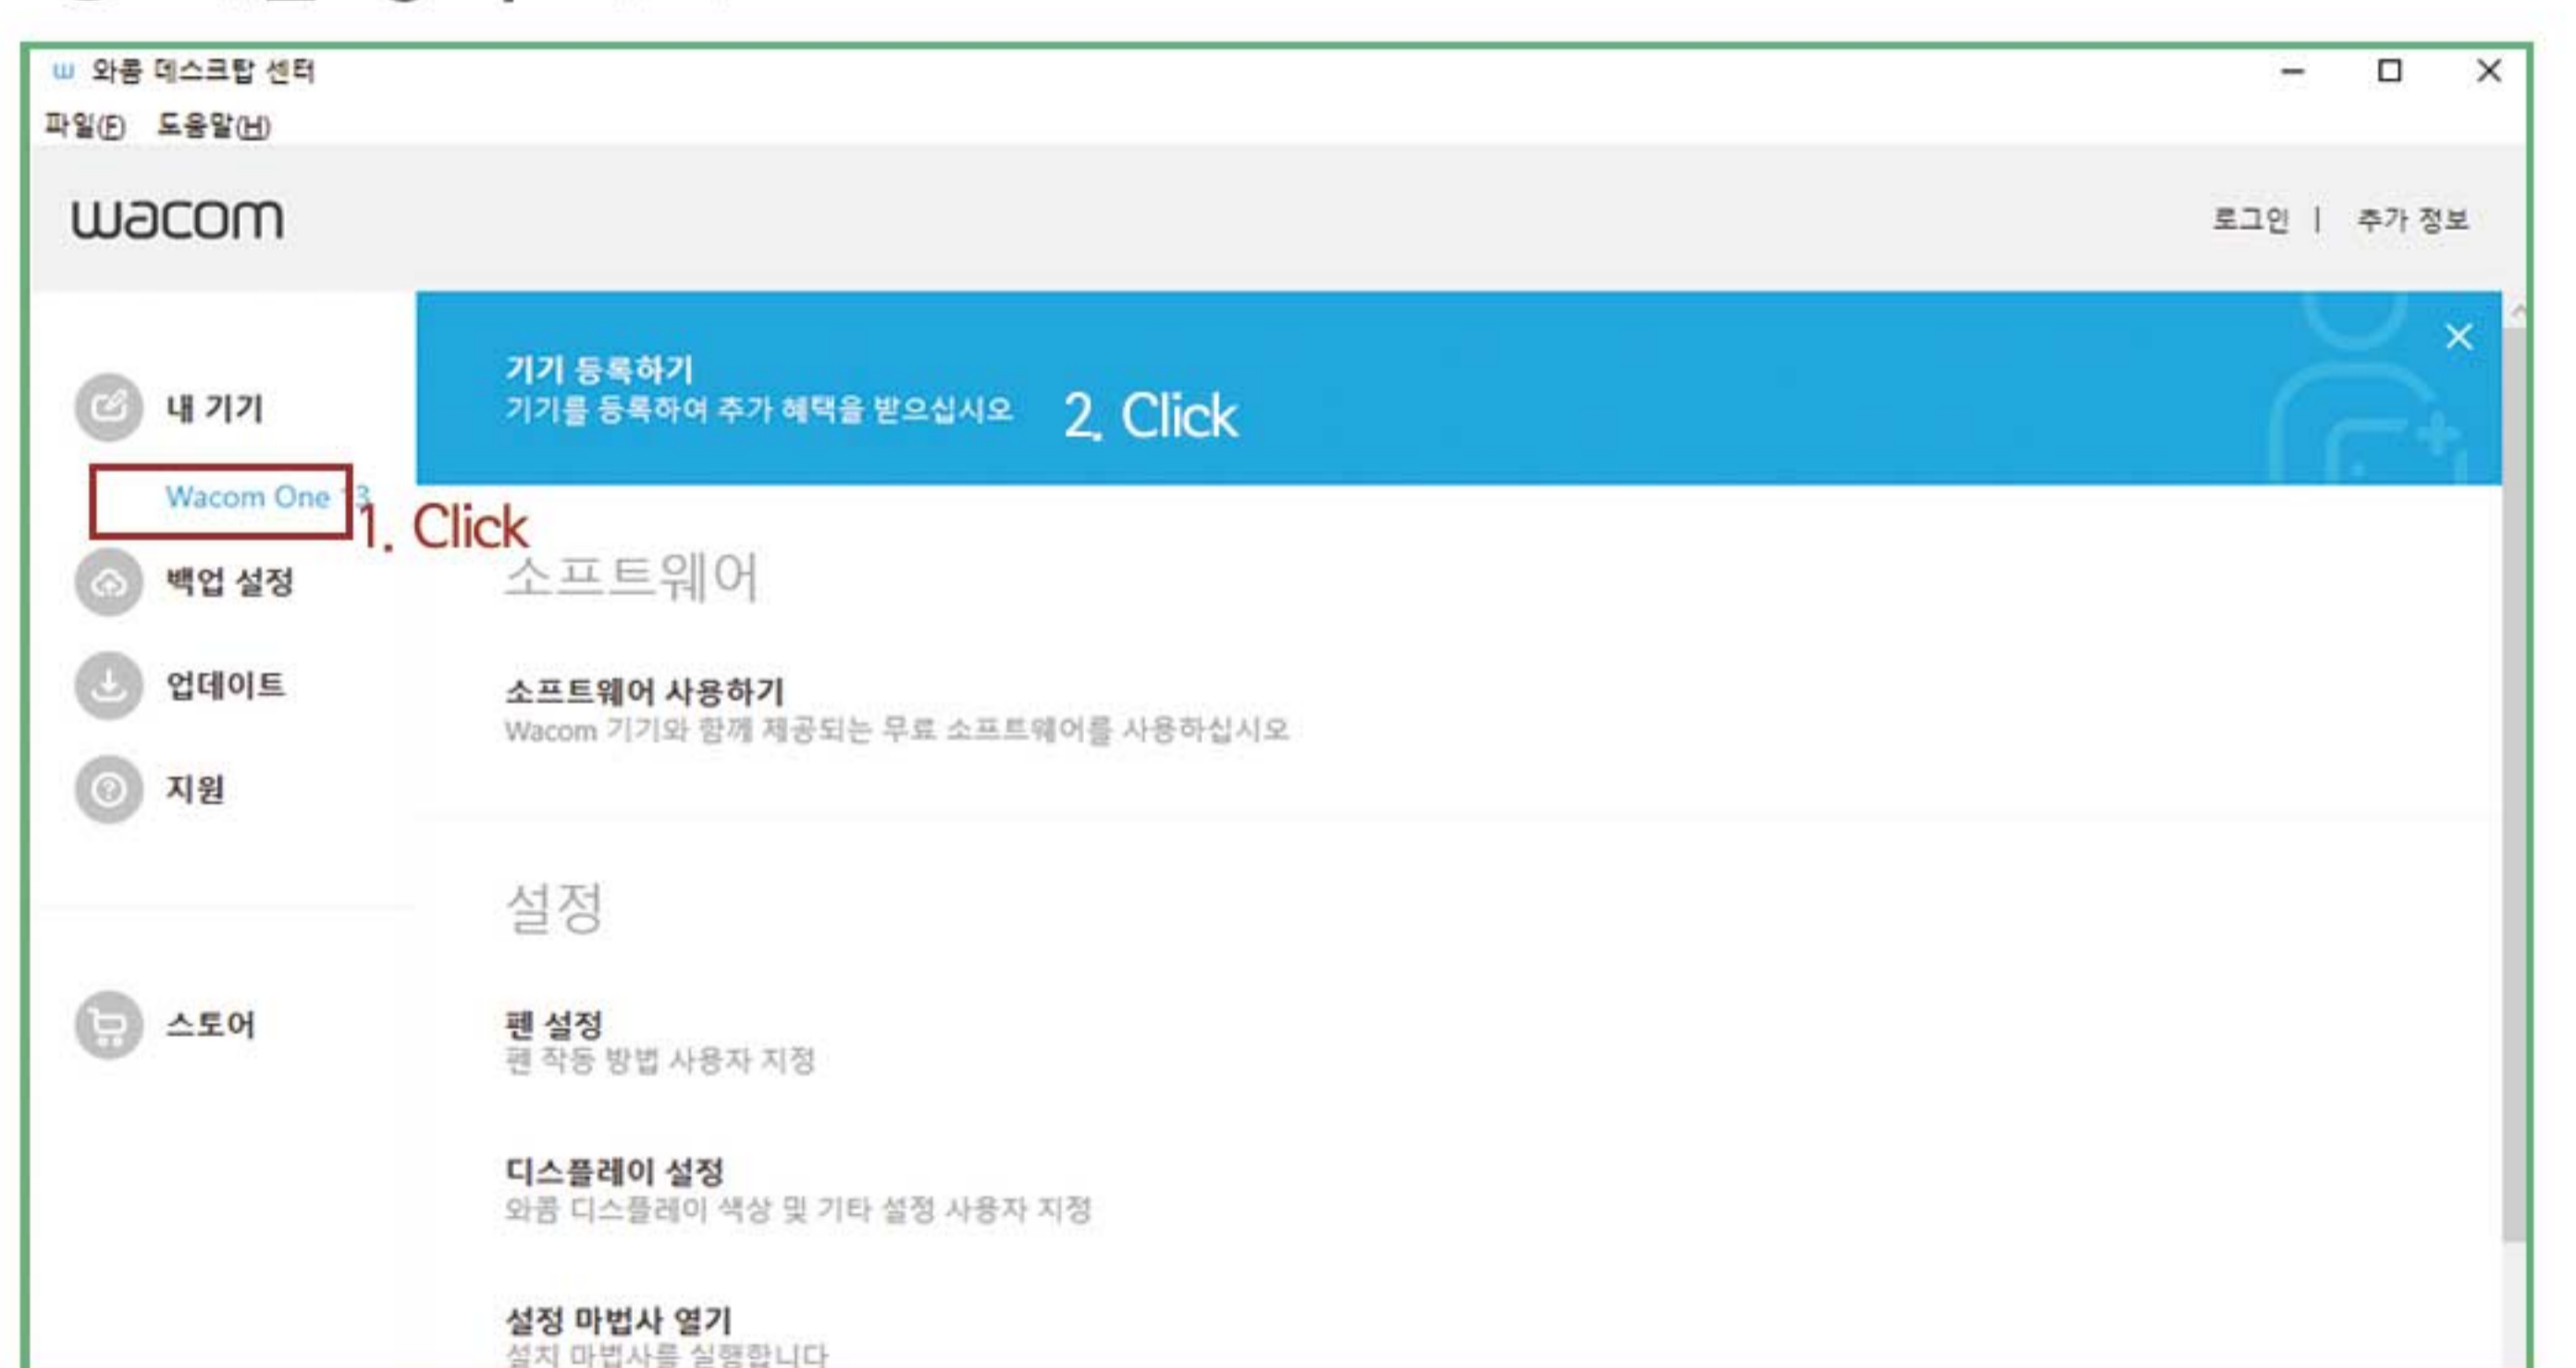 와콤 데스크탑 센터
파일(F) 도움말(H)
wacom
로그인 | 추가 정보
기기 등록하기
기기를 등록하여 추가 혜택을 받으십시오
2. Click
내 기기
Wacom One 13
1. Click
백업 설정
업데이트
지원
스토어
소프트웨어
소프트웨어 사용하기
Wacom 기기와 함께 제공되는 무료 소프트웨어를 사용하십시오
설정
펜 설정
펜 작동 방법 사용자 지정
디스플레이 설정
와콤 디스플레이 색상 및 기타 설정 사용자 지정
설정 마법사 열기
설치 마법사를 실행합니다